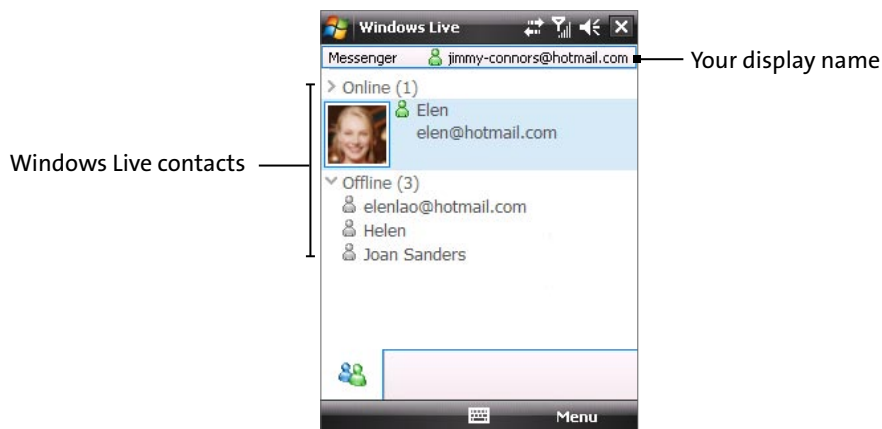 Windows Live
Messenger jimmy-connors@hotmail.com
Your display name
Online (1)
Elen
elen@hotmail.com
Windows Live contacts
Offline (3)
elenlao@hotmail.com
Helen
Joan Sanders
Menu